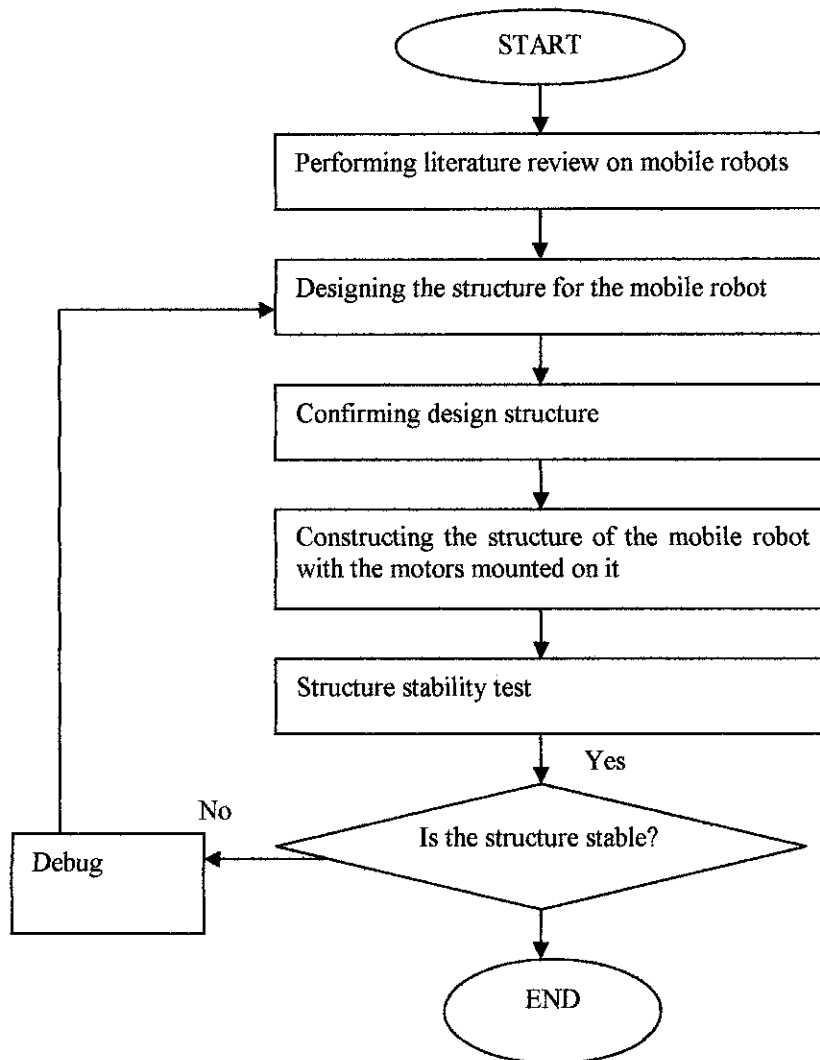 START
Performing literature review on mobile robots
Designing the structure for the mobile robot
Confirming design structure
Constructing the structure of the mobile robot
with the motors mounted on it
Structure stability test
Yes
Is the structure stable?
No
Debug
END